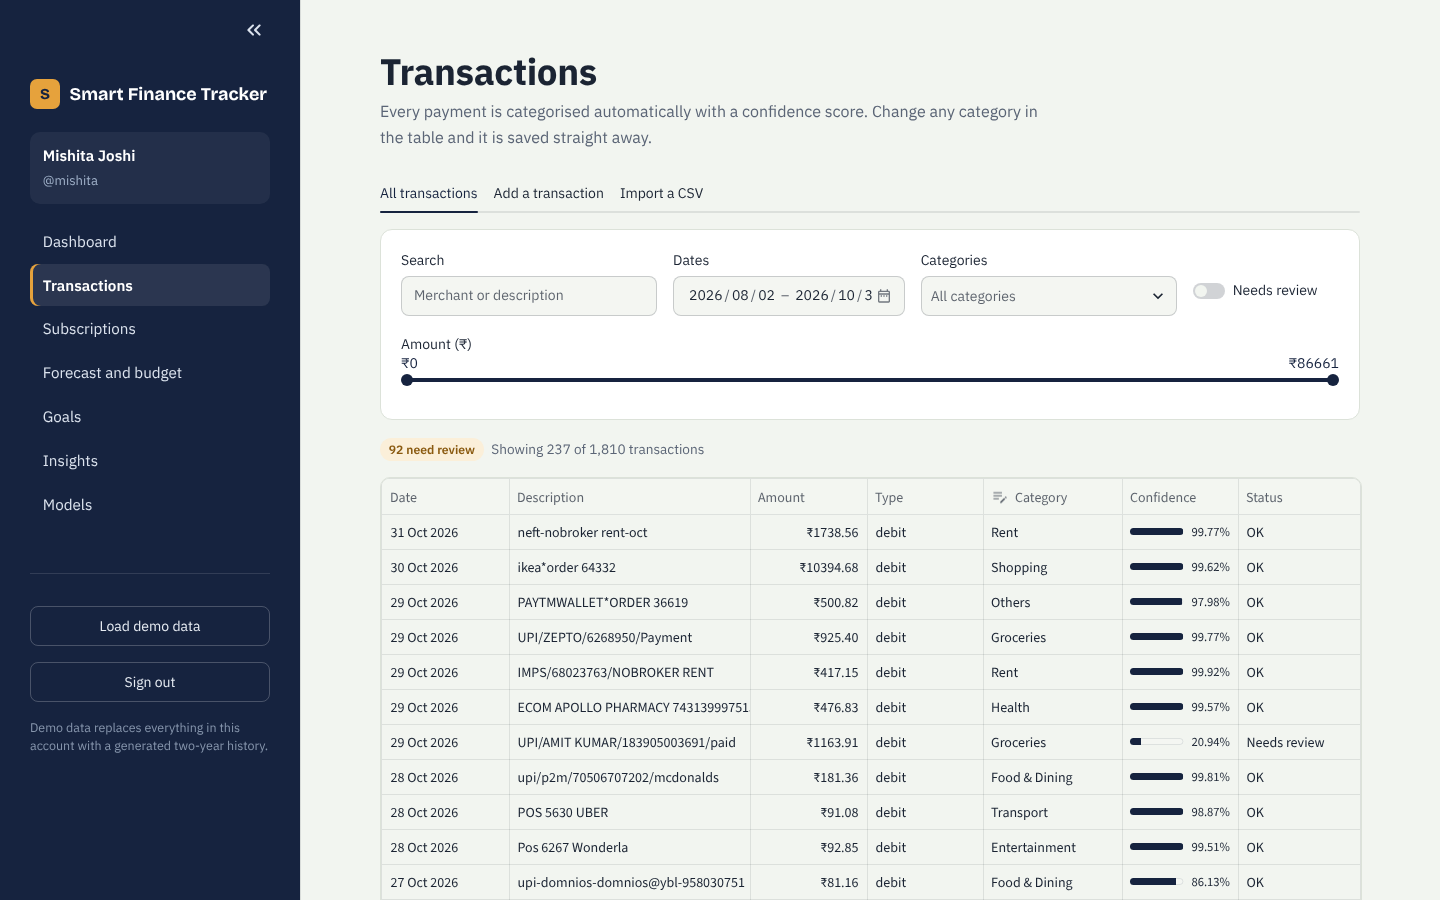 S Smart Finance Tracker
Mishita Joshi
@mishita
Dashboard
Transactions
Subscriptions
Forecast and budget
Goals
Insights
Models
Load demo data
Sign out
Demo data replaces everything in this
account with a generated two-year history.
Transactions
Every payment is categorised automatically with a confidence score. Change any category in
the table and it is saved straight away.
All transactions Add a transaction Import a CSV
Search Dates Categories
Merchant or description 2026/08/02 – 2026/10/3 All categories Needs review
Amount (₹)
₹0 ₹86661
92 need review Showing 237 of 1,810 transactions
Date Description Amount Type Category Confidence Status
31 Oct 2026 neft-nobroker rent-oct ₹1738.56 debit Rent 99.77% OK
30 Oct 2026 ikea*order 64332 ₹10394.68 debit Shopping 99.62% OK
29 Oct 2026 PAYTMWALLET*ORDER 36619 ₹500.82 debit Others 97.98% OK
29 Oct 2026 UPI/ZEPTO/6268950/Payment ₹925.40 debit Groceries 99.77% OK
29 Oct 2026 IMPS/68023763/NOBROKER RENT ₹417.15 debit Rent 99.92% OK
29 Oct 2026 ECOM APOLLO PHARMACY 74313999751 ₹476.83 debit Health 99.57% OK
29 Oct 2026 UPI/AMIT KUMAR/183905003691/paid ₹1163.91 debit Groceries 20.94% Needs review
28 Oct 2026 upi/p2m/70506707202/mcdonalds ₹181.36 debit Food & Dining 99.81% OK
28 Oct 2026 POS 5630 UBER ₹91.08 debit Transport 98.87% OK
28 Oct 2026 Pos 6267 Wonderla ₹92.85 debit Entertainment 99.51% OK
27 Oct 2026 upi-domnios-domnios@ybl-958030751 ₹81.16 debit Food & Dining 86.13% OK